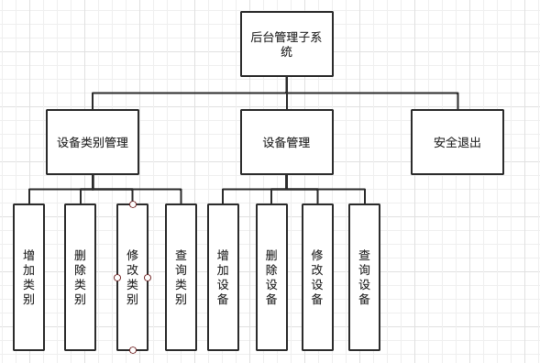 后台管理子系
统
设备类别管理
设备管理
安全退出
增加类别
删除类别
修改类别
查询类别
增加设备
删除设备
修改设备
查询设备